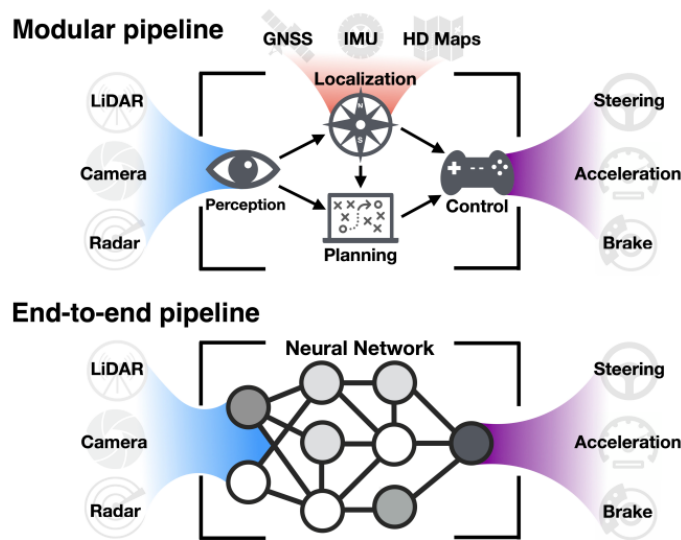 Modular pipeline
GNSS IMU HD Maps
Localization
LiDAR
Camera
Radar
Perception
N
S
Planning
Control
Steering
Acceleration
Brake
End-to-end pipeline
Neural Network
LiDAR
Camera
Radar
Steering
Acceleration
Brake